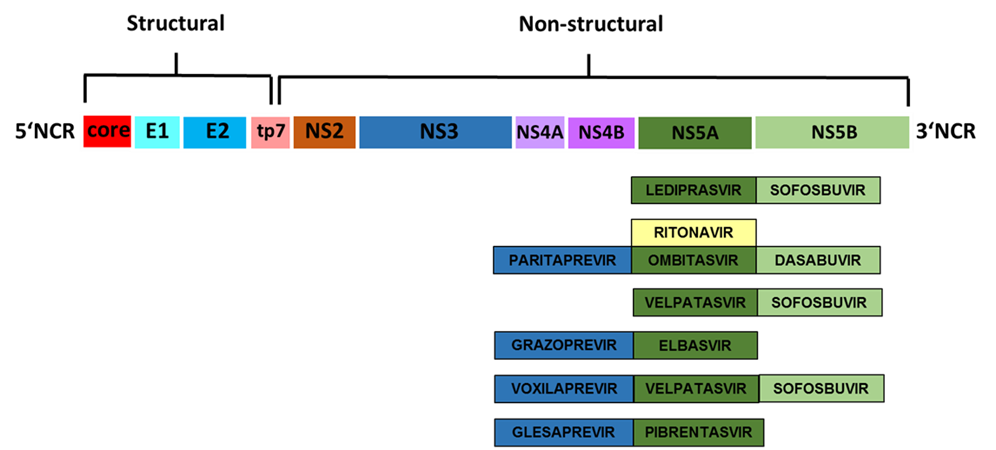 Structural Non-structural
5‘NCR core E1 E2 tp7 NS2 NS3 NS4A NS4B NS5A NS5B 3‘NCR
LEDIPRASVIR SOFOSBUVIR
RITONAVIR
PARITAPREVIR OMBITASVIR DASABUVIR
VELPATASVIR SOFOSBUVIR
GRAZOPREVIR ELBASVIR
VOXILAPREVIR VELPATASVIR SOFOSBUVIR
GLESAPREVIR PIBRENTASVIR